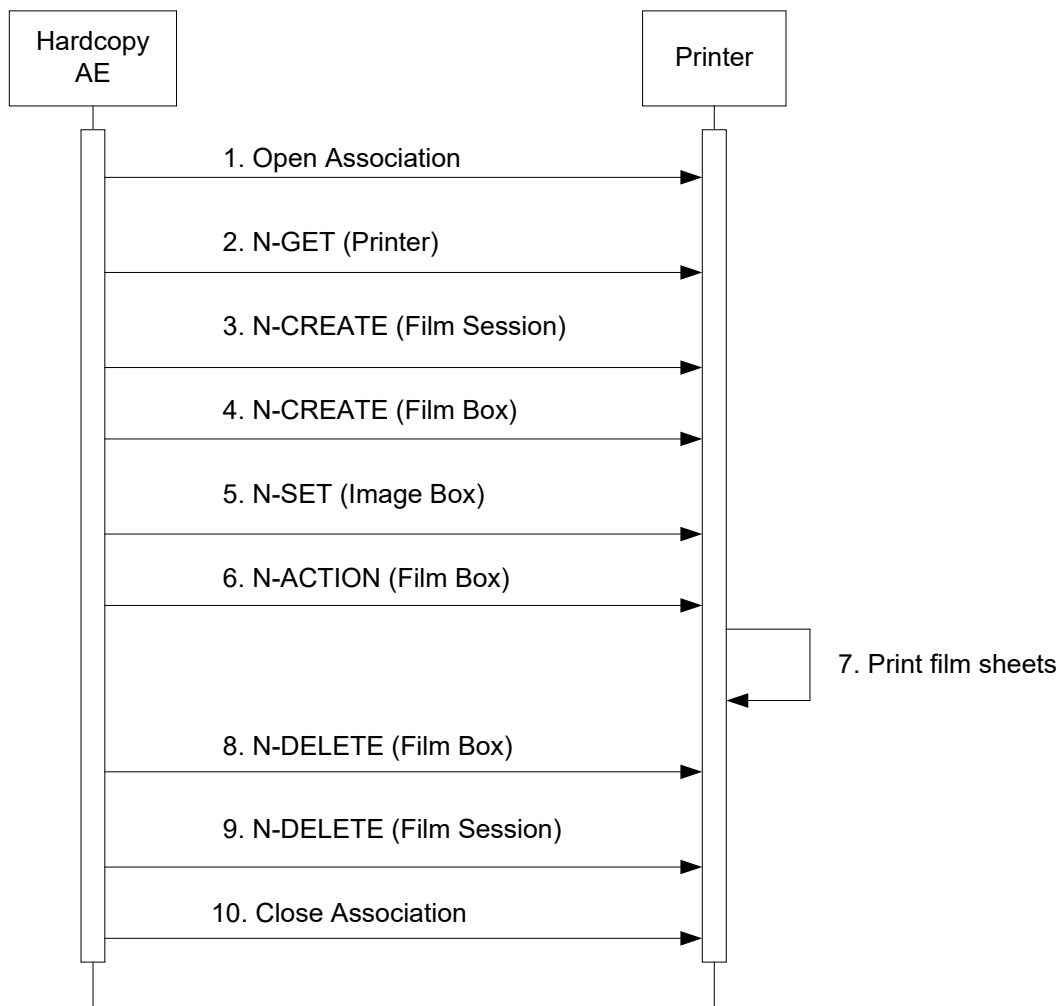 Hardcopy
AE
Printer
1. Open Association
2. N-GET (Printer)
3. N-CREATE (Film Session)
4. N-CREATE (Film Box)
5. N-SET (Image Box)
6. N-ACTION (Film Box)
7. Print film sheets
8. N-DELETE (Film Box)
9. N-DELETE (Film Session)
10. Close Association